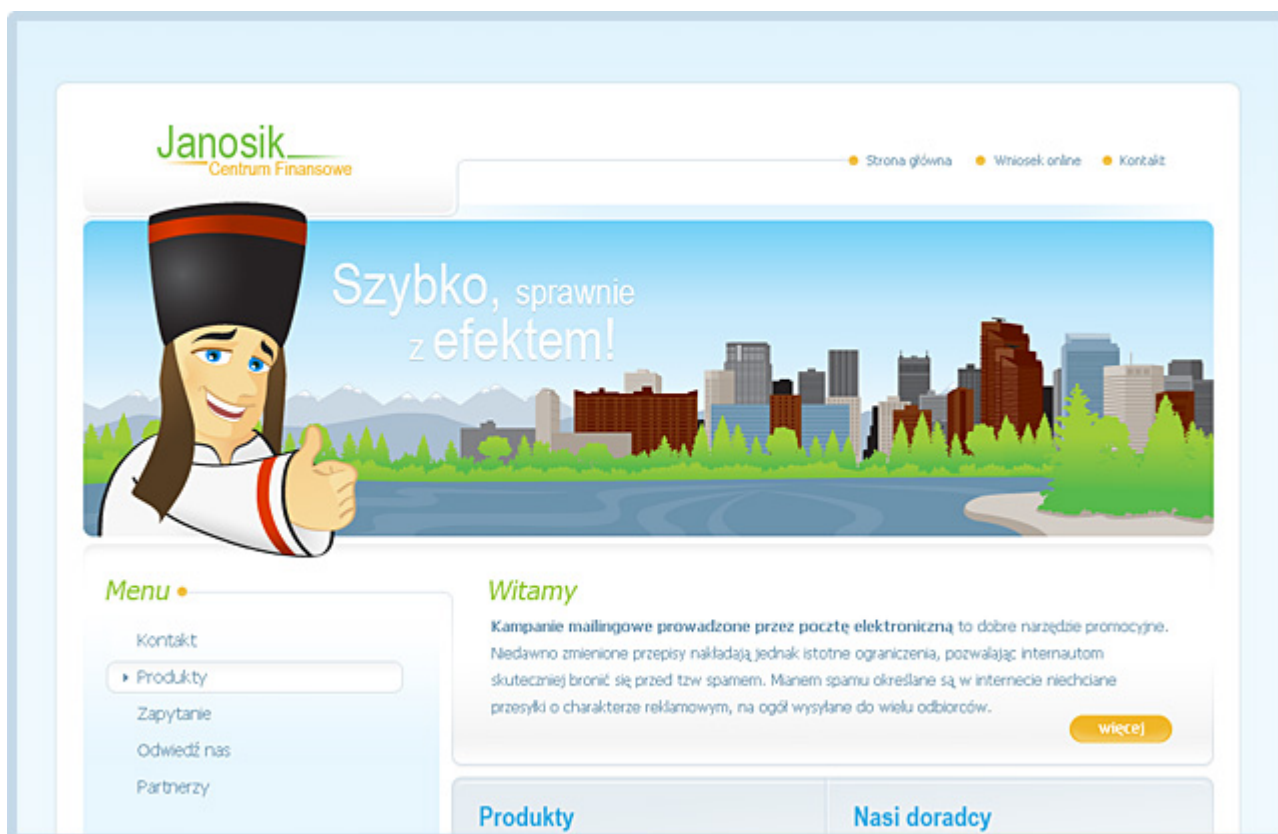 Janosik
Centrum Finansowe
Strona główna Wniosek online Kontakt
Szybko, sprawnie
z efektem!
Menu
Kontakt
Produkty
Zapytanie
Odwiedź nas
Partnerzy
Witamy
Kampanie mailingowe prowadzone przez pocztę elektroniczną to dobre narzędzie promocyjne.
Niedawno zmienione przepisy nakładają jednak istotne ograniczenia, pozwalając internautom
skuteczniej bronić się przed tzw spamem. Mianem spamu określane są w internecie niechciane
przesyłki o charakterze reklamowym, na ogół wysyłane do wielu odbiorców.
więcej
Produkty
Nasi doradcy